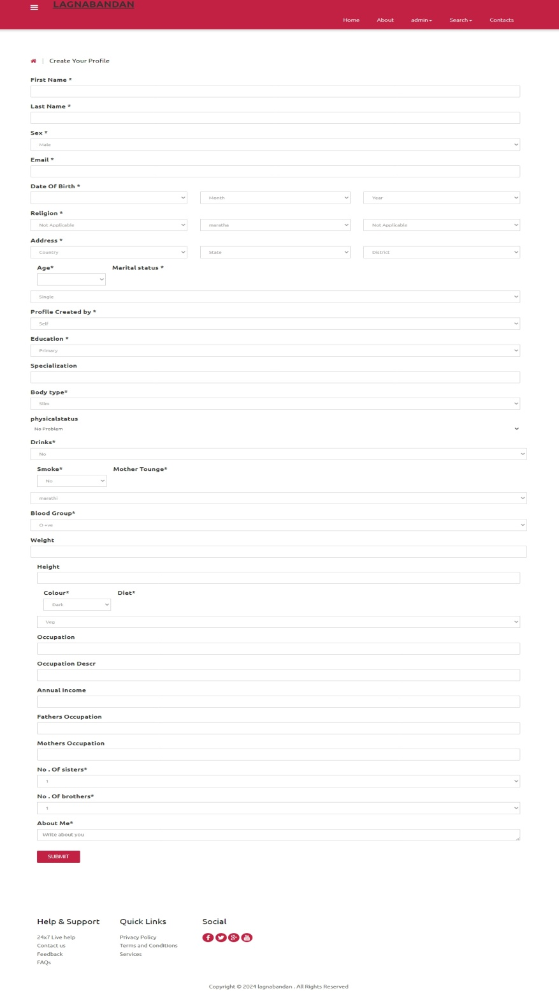 LAGNABANDAN
Home About admin Search Contacts
| Create Your Profile
First Name *
Last Name *
Sex *
Male
Email *
Date Of Birth *
Month Year
Religion *
Not Applicable maratha Not Applicable
Address *
Country State District
Age* Marital status *
Single
Profile Created by *
Self
Education *
Primary
Specialization
Body type*
Slim
physicalstatus
No Problem
Drinks*
No
Smoke* Mother Tounge*
No
marathi
Blood Group*
O +ve
Weight
Height
Colour* Diet*
Dark
Veg
Occupation
Occupation Descr
Annual Income
Fathers Occupation
Mothers Occupation
No . Of sisters*
1
No . Of brothers*
1
About Me*
Write about you
SUBMIT
Help & Support Quick Links Social
24x7 Live help Privacy Policy
Contact us Terms and Conditions
Feedback Services
FAQs
Copyright © 2024 lagnabandan . All Rights Reserved